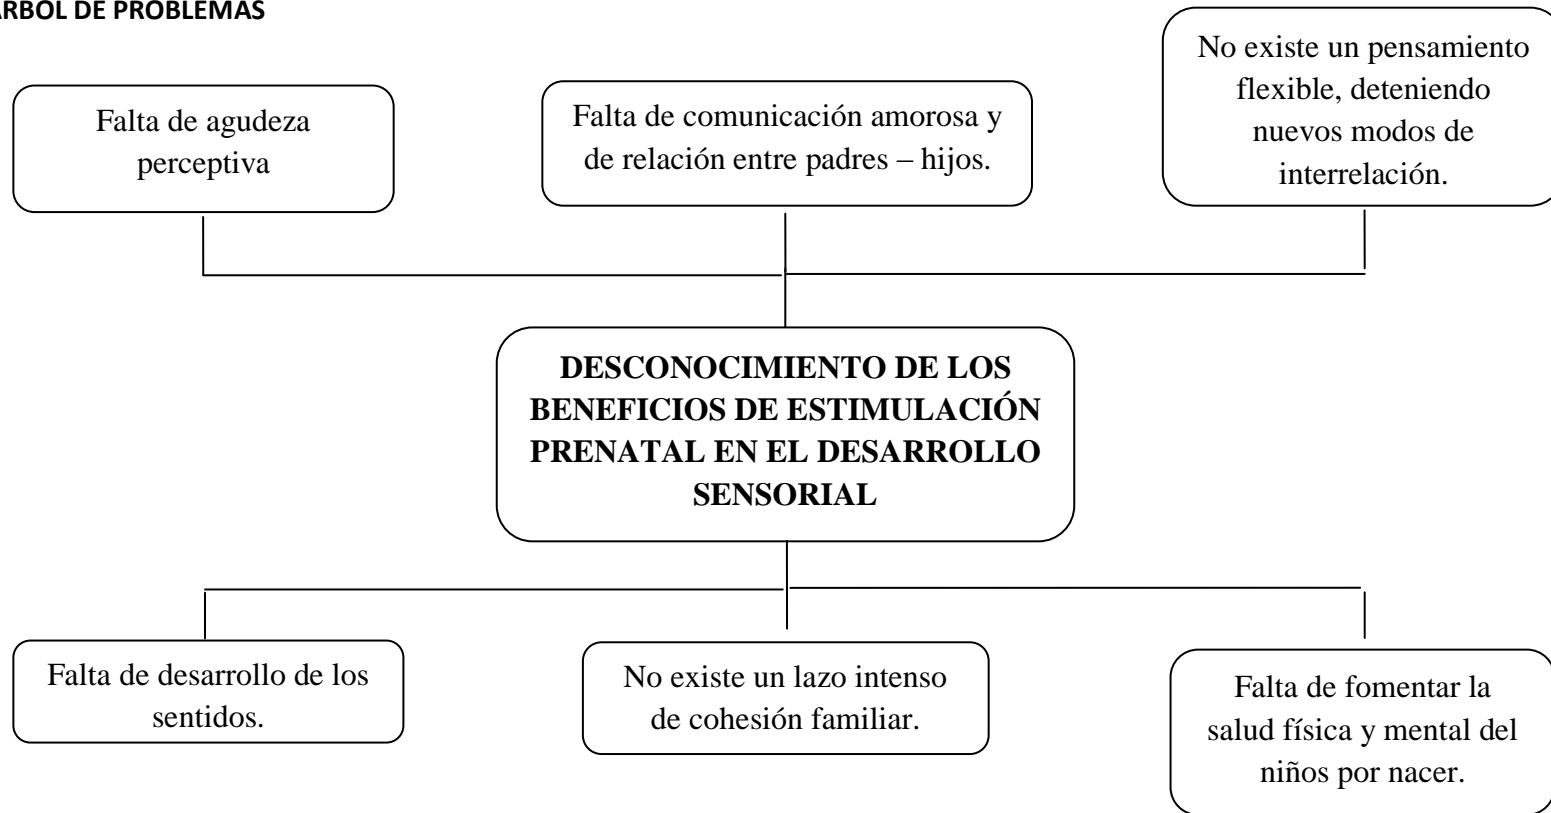 ÁRBOL DE PROBLEMAS
Falta de agudeza
perceptiva
Falta de comunicación amorosa y
de relación entre padres – hijos.
No existe un pensamiento
flexible, deteniendo
nuevos modos de
interrelación.
DESCONOCIMIENTO DE LOS
BENEFICIOS DE ESTIMULACIÓN
PRENATAL EN EL DESARROLLO
SENSORIAL
Falta de desarrollo de los
sentidos.
No existe un lazo intenso
de cohesión familiar.
Falta de fomentar la
salud física y mental del
niños por nacer.